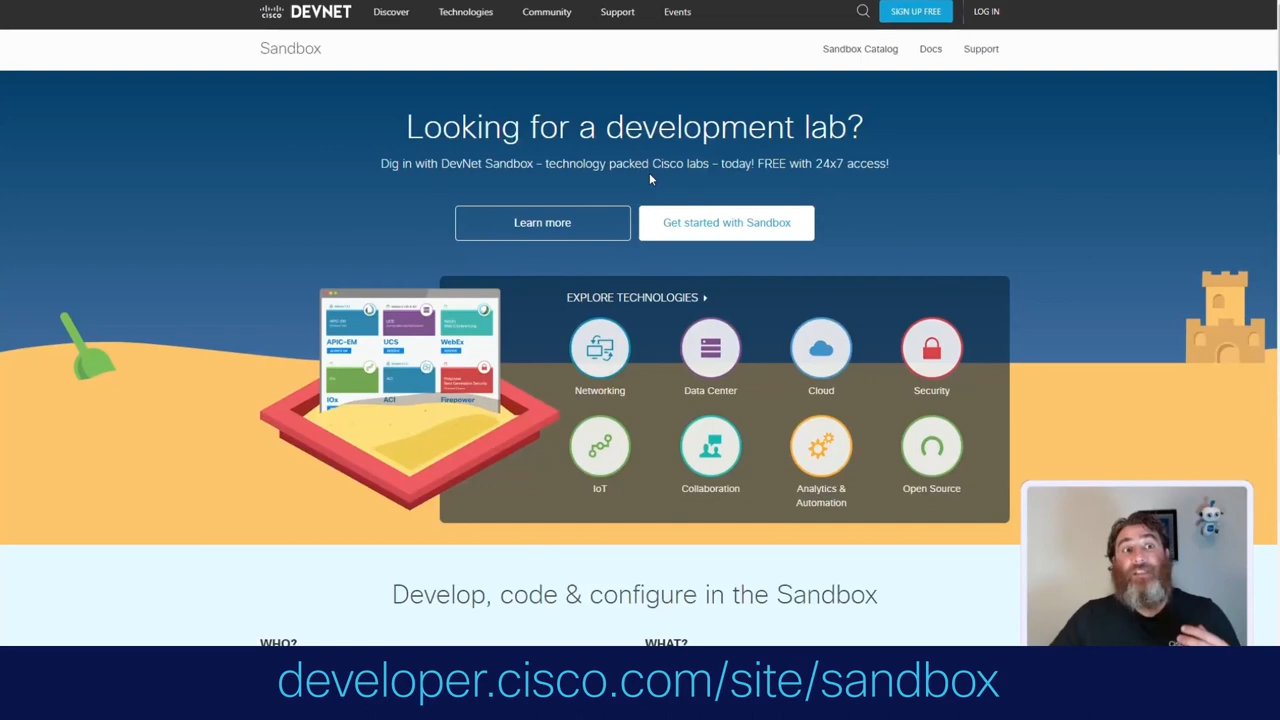 CISCO DEVNET Discover Technologies Community Support Events SIGN UP FREE LOG IN
Sandbox Sandbox Catalog Docs Support
Looking for a development lab?
Dig in with DevNet Sandbox – technology packed Cisco labs – today! FREE with 24x7 access!
Learn more Get started with Sandbox
EXPLORE TECHNOLOGIES
APIC-EM UCS WebEx
IOx ACI Firepower
Networking Data Center Cloud Security
IoT Collaboration Analytics & Automation Open Source
Develop, code & configure in the Sandbox
WHO? WHAT?
developer.cisco.com/site/sandbox